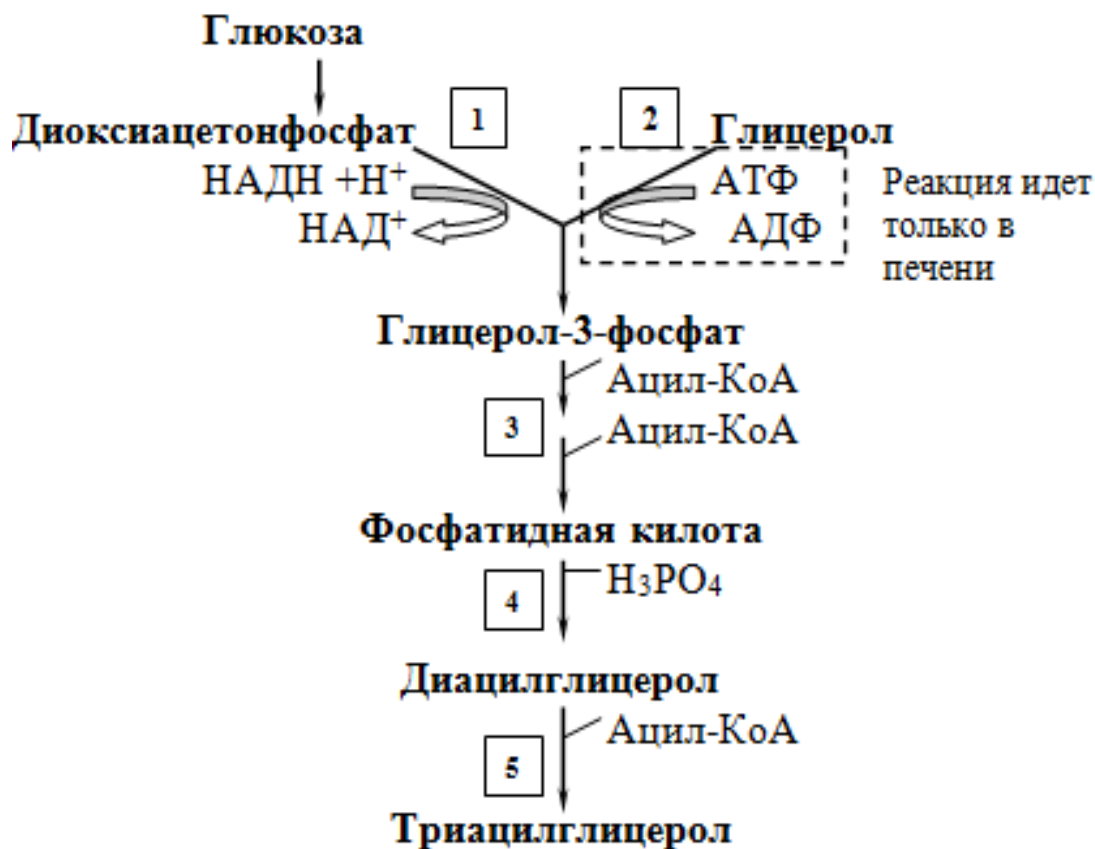 Глюкоза
1
2
Диоксиацетонфосфат
Глицерол
НАДН +Н⁺
НАД⁺
АТФ
АДФ
Реакция идет
только в
печени
Глицерол-3-фосфат
Ацил-КоА
3
Ацил-КоА
Фосфатидная килота
4
Н₃РО₄
Диацилглицерол
Ацил-КоА
5
Триацилглицерол